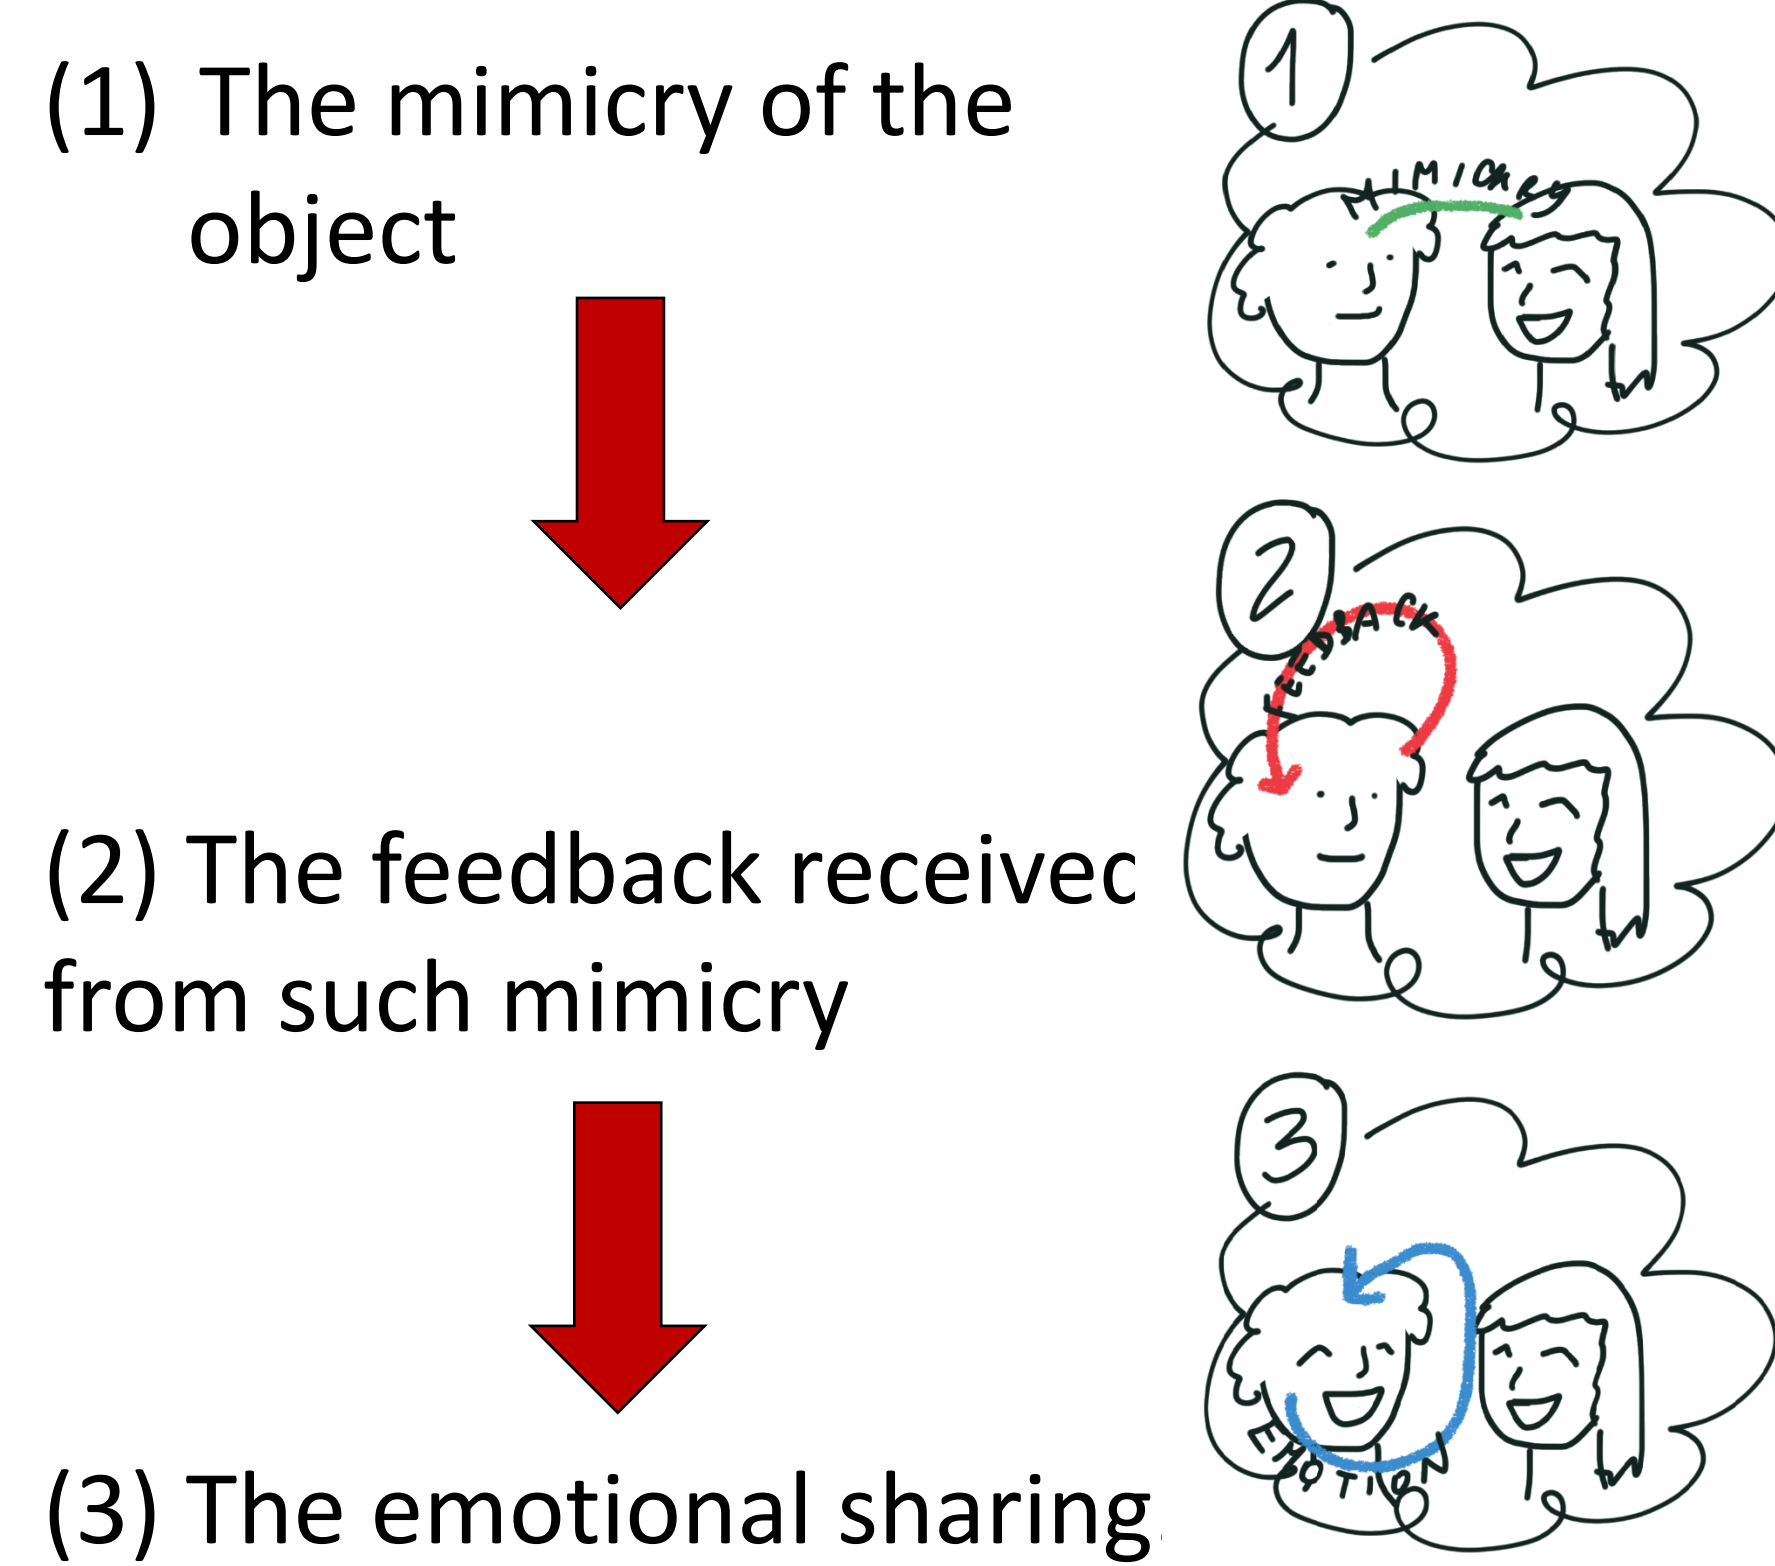 (1) The mimicry of the
object
1
MIMICRY
2
FEEDBACK
(2) The feedback received
from such mimicry
3
EMOTION
(3) The emotional sharing.